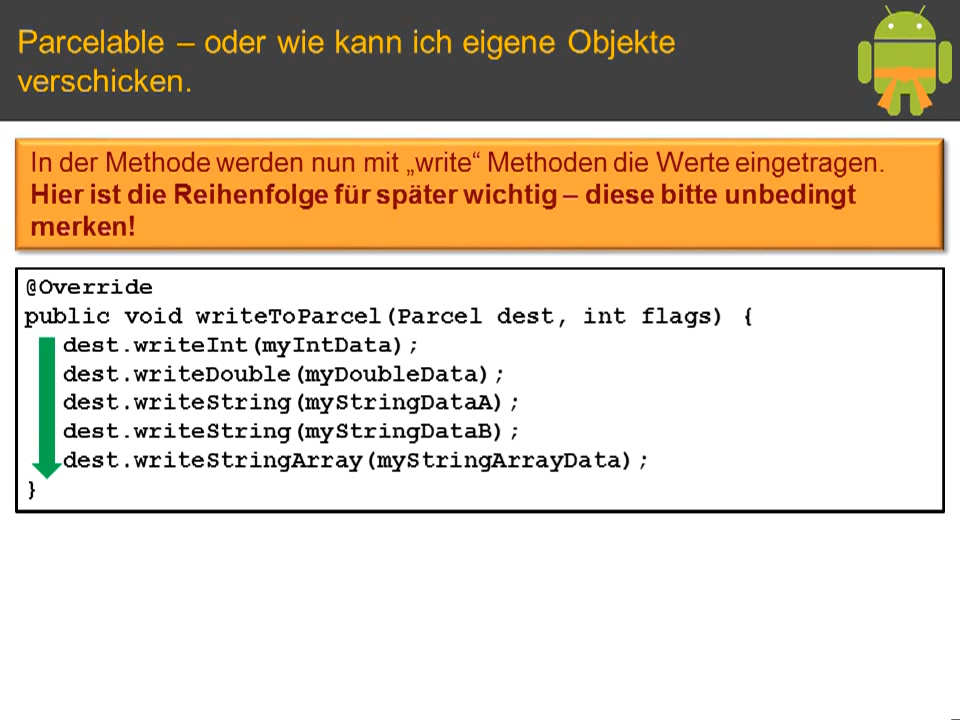 Parcelable – oder wie kann ich eigene Objekte
verschicken.
In der Methode werden nun mit „write“ Methoden die Werte eingetragen.
Hier ist die Reihenfolge für später wichtig – diese bitte unbedingt
merken!
@Override
public void writeToParcel(Parcel dest, int flags) {
dest.writeInt(myIntData);
dest.writeDouble(myDoubleData);
dest.writeString(myStringDataA);
dest.writeString(myStringDataB);
dest.writeStringArray(myStringArrayData);
}